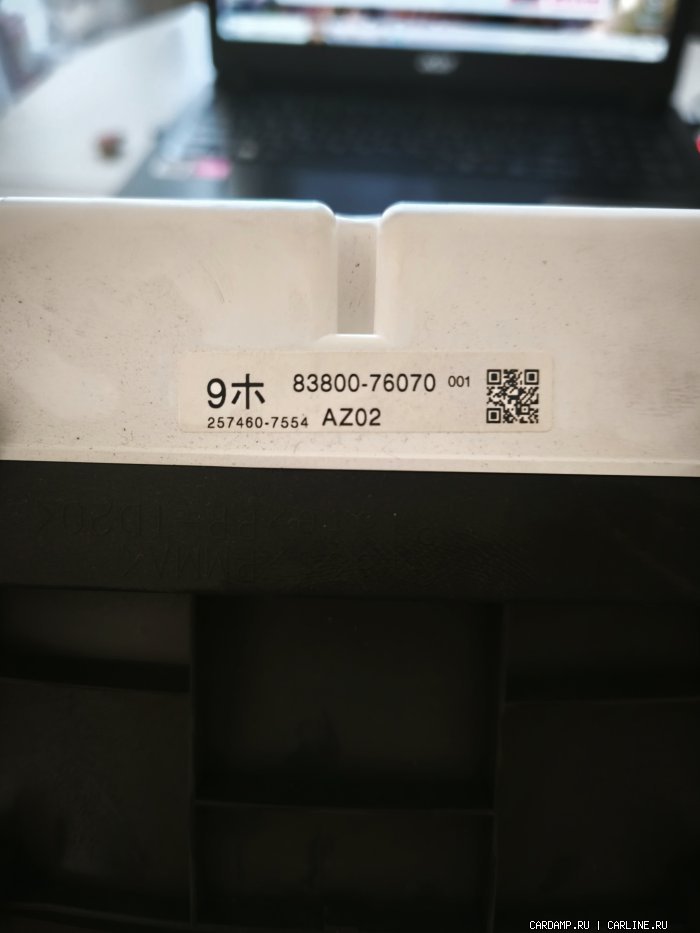 9ホ 83800-76070 001
257460-7554 AZ02
CARDAMP.RU | CARLINE.RU